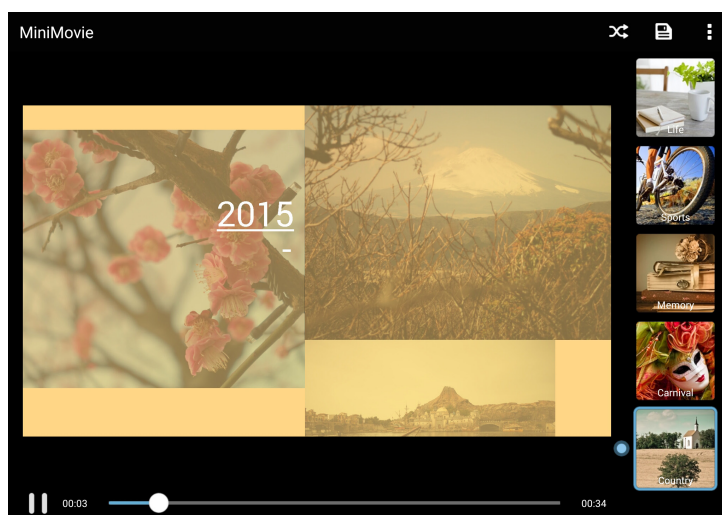 MiniMovie
Life
2015
-
Sports
Memory
Carnival
Country
00:03
00:34